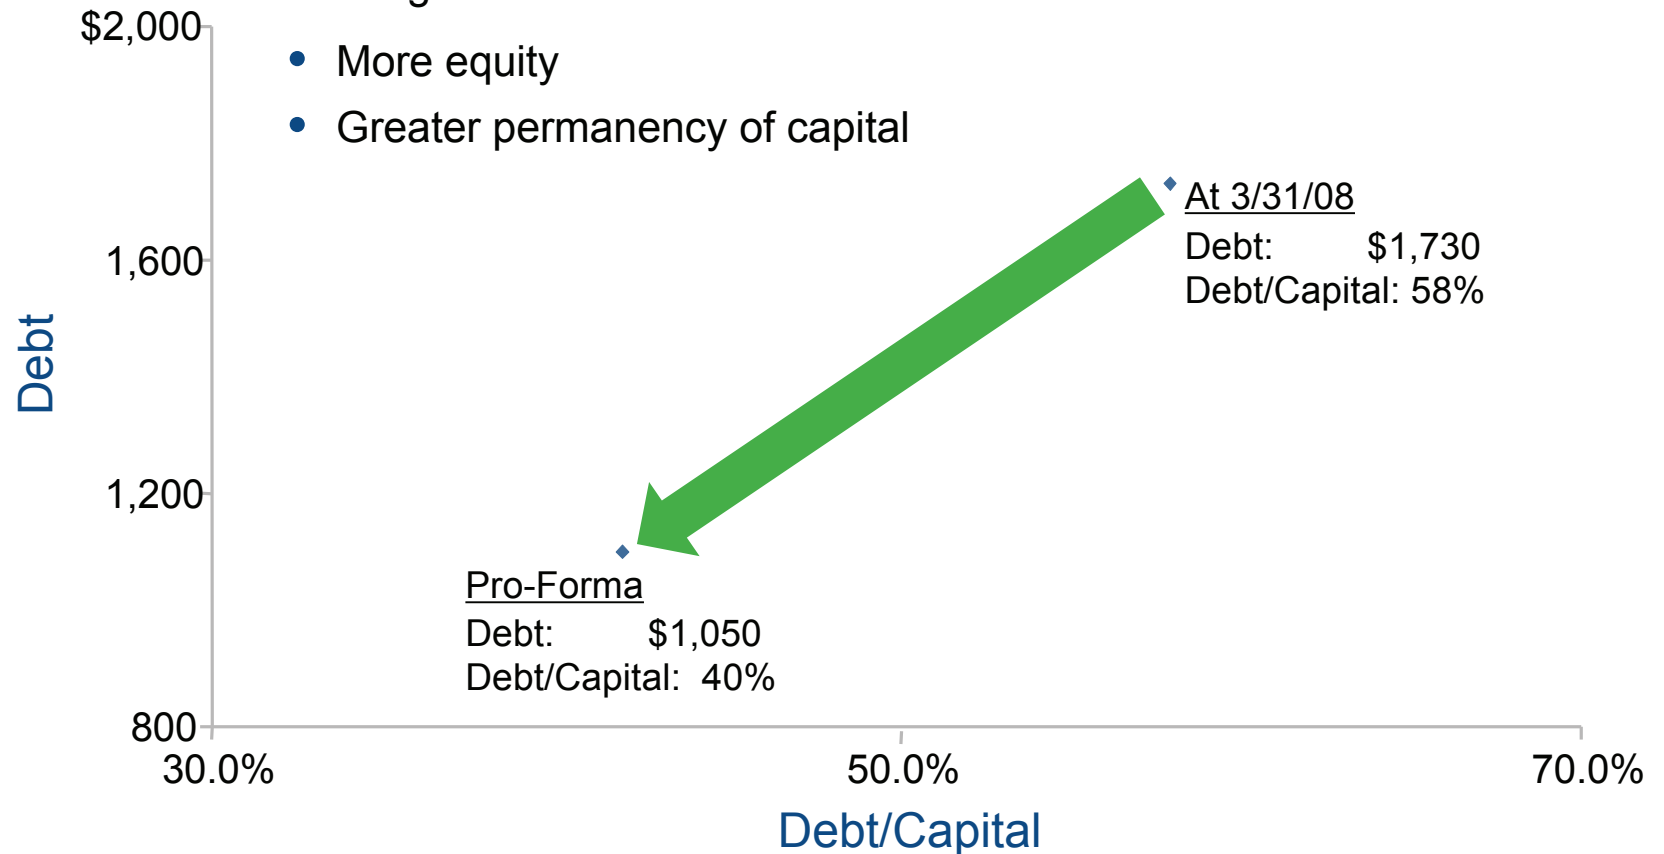 $2,000
• More equity
• Greater permanency of capital
1,600
1,200
800
Debt
At 3/31/08
Debt: $1,730
Debt/Capital: 58%
Pro-Forma
Debt: $1,050
Debt/Capital: 40%
30.0%
50.0%
70.0%
Debt/Capital